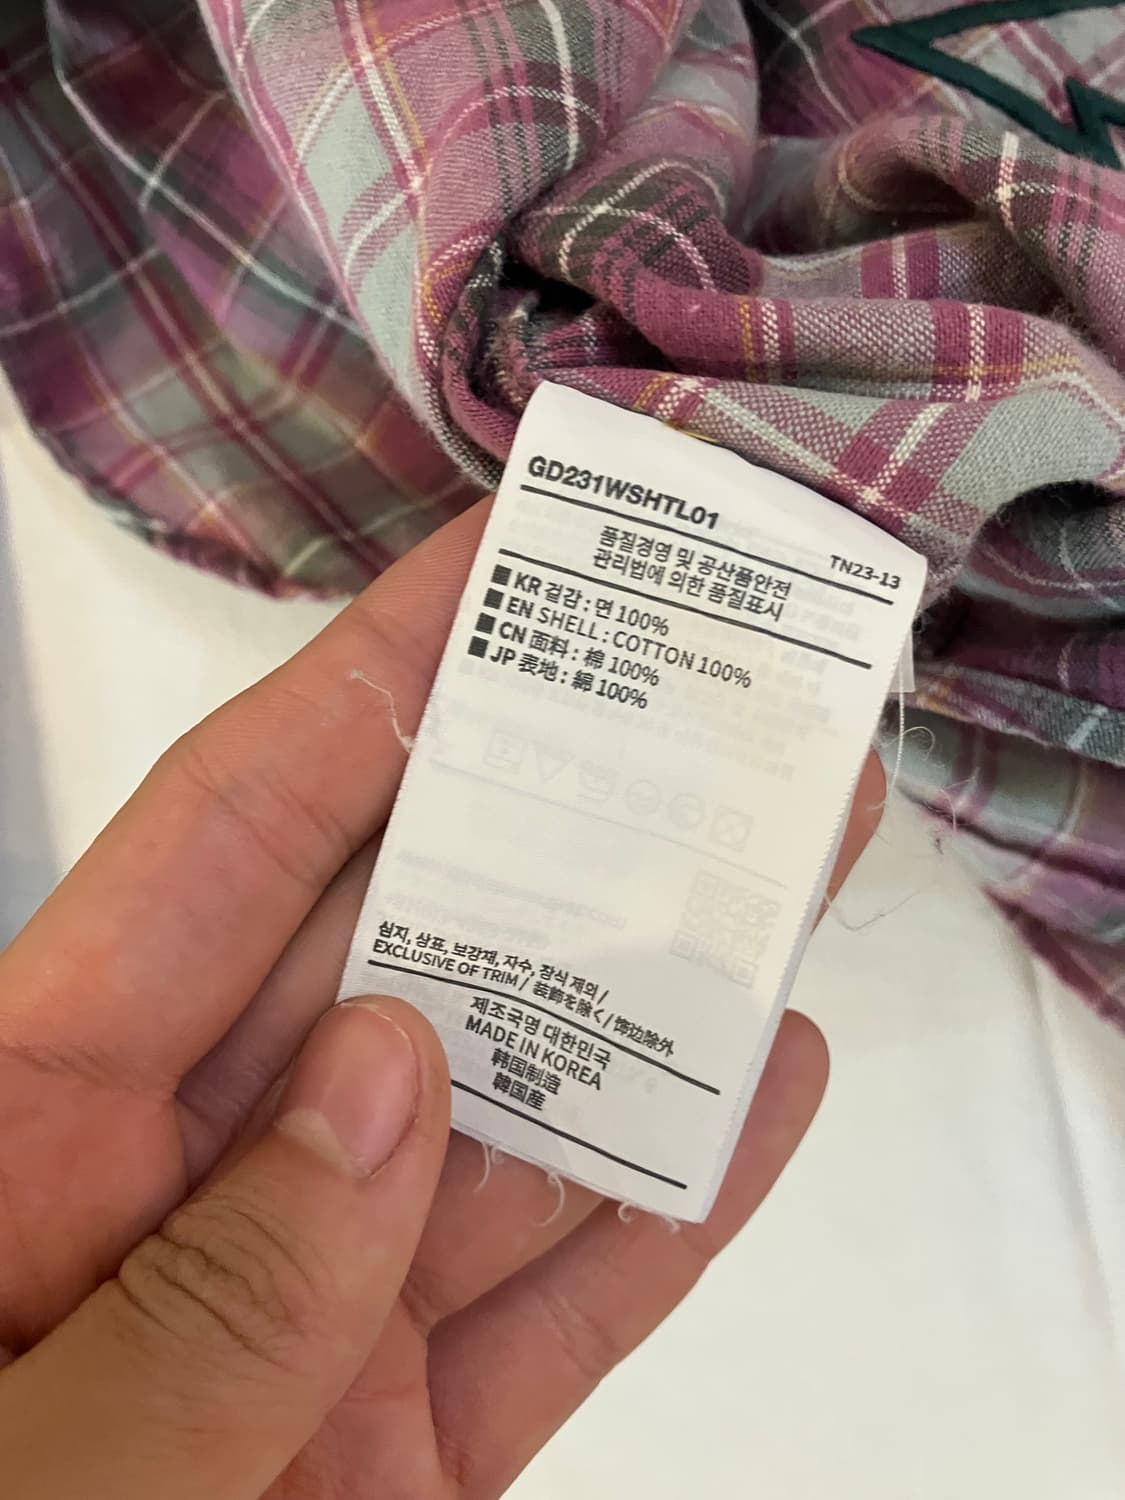 GD231WSHTL01
TN23-13
품질경영 및 공산품안전
관리법에 의한 품질표시
KR 겉감 : 면 100%
EN SHELL : COTTON 100%
CN 面料 : 棉 100%
JP 表地 : 綿 100%
심지, 상표, 보강재, 자수, 장식 제외 /
EXCLUSIVE OF TRIM / 装飾を除く / 饰边除外
제조국명 대한민국
MADE IN KOREA
韩国制造
韓国産